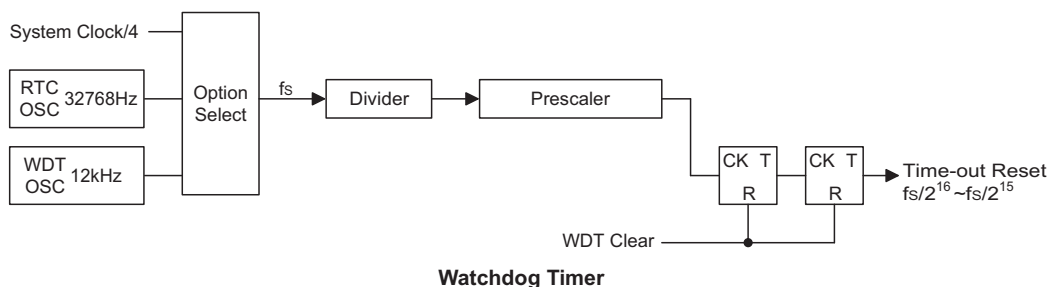 System Clock/4
RTC
OSC 32768Hz
WDT
OSC 12kHz
Option
Select
fs
Divider
Prescaler
CK T
R
CK T
R
Time-out Reset
fs/2^16~fs/2^15
WDT Clear
Watchdog Timer